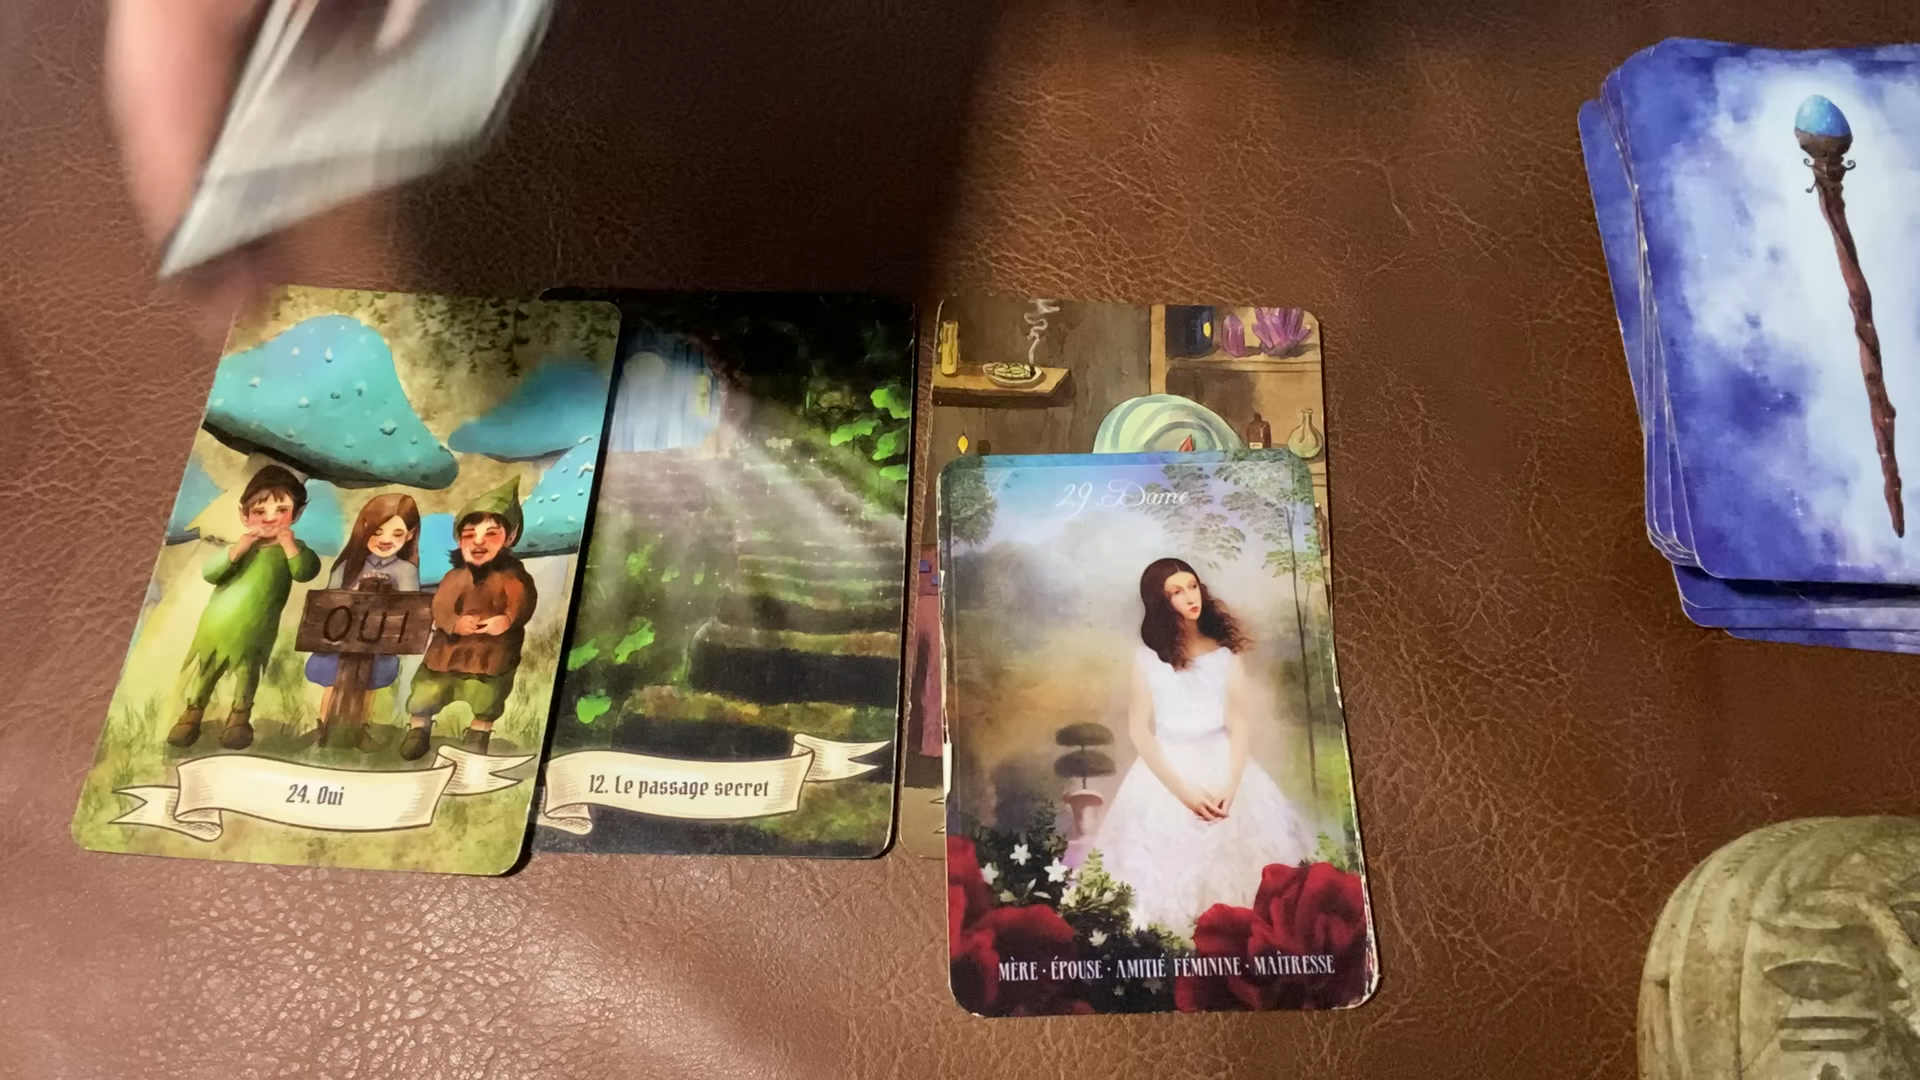 OUI
24. Oui
12. Le passage secret
29. Dame
MÈRE · ÉPOUSE · AMITIÉ FÉMININE · MAÎTRESSE